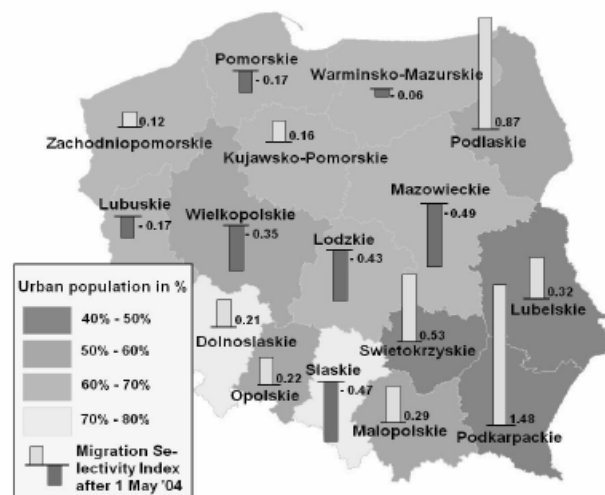 Pomorskie
- 0.17
Warminsko-Mazurskie
- 0.06
0.87
Podlaskie
0.12
Zachodniopomorskie
0.16
Kujawsko-Pomorskie
Mazowieckie
- 0.49
Lubuskie
- 0.17
Wielkopolskie
- 0.35
Lodzkie
- 0.43
0.32
Lubelskie
0.53
Swietokrzyskie
0.21
Dolnoslaskie
0.22
Opolskie
Slaskie
- 0.47
0.29
Malopolskie
1.48
Podkarpackie
Urban population in %
40% - 50%
50% - 60%
60% - 70%
70% - 80%
Migration Se-
lectivity Index
after 1 May '04